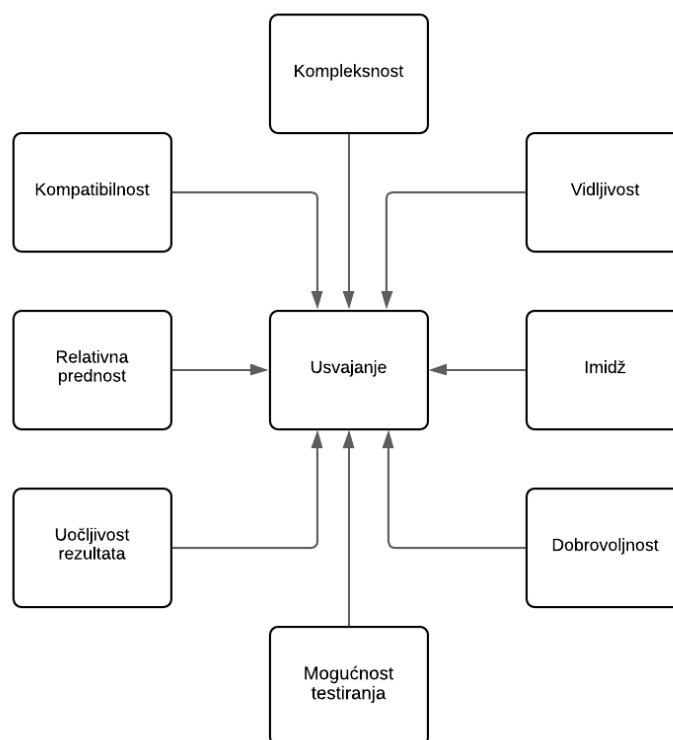 Kompleksnost
Kompatibilnost
Vidljivost
Relativna
prednost
Usvajanje
Imidž
Uočljivost
rezultata
Dobrovoljnost
Mogućnost
testiranja